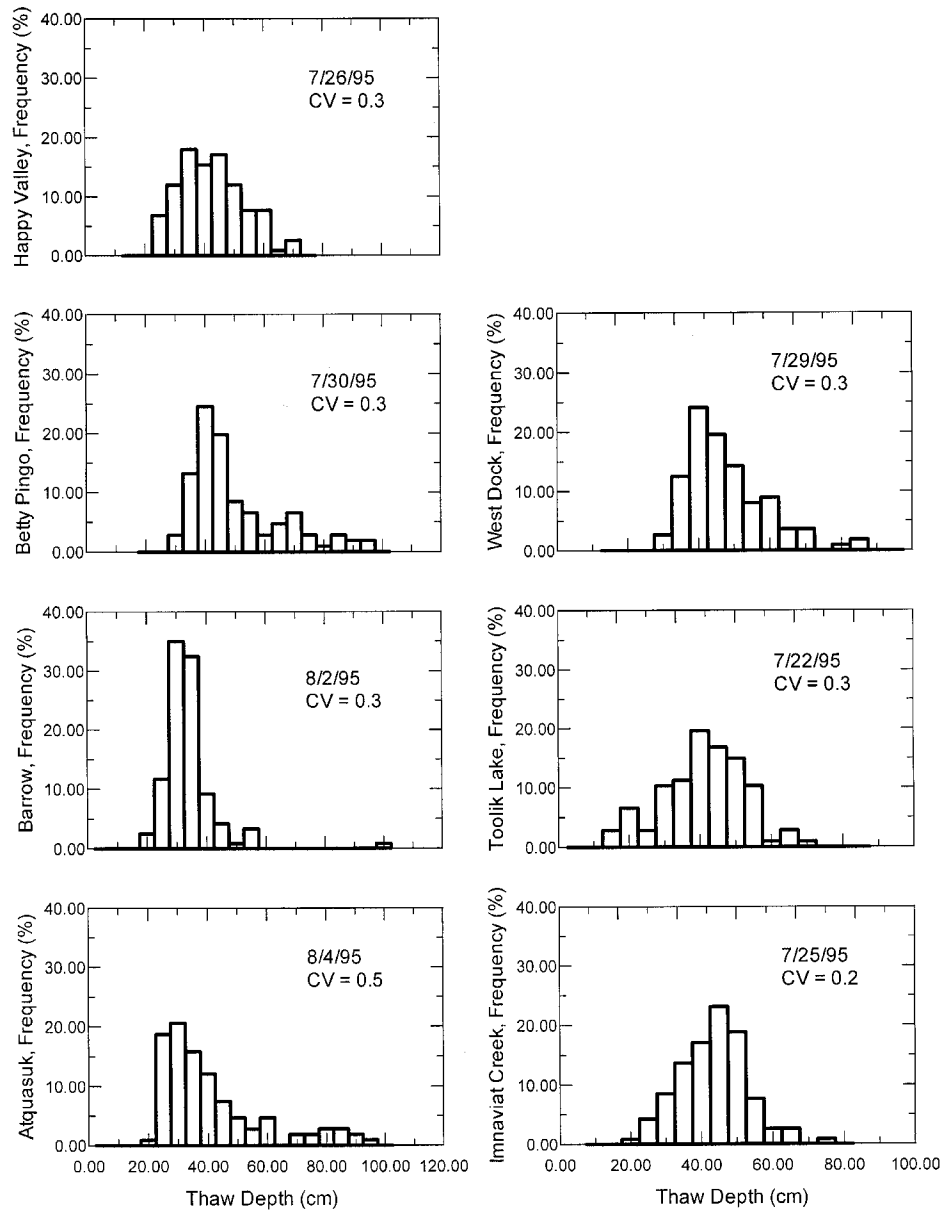 Happy Valley, Frequency (%)
40.00
30.00
20.00
10.00
0.00
7/26/95
CV = 0.3
Betty Pingo, Frequency (%)
40.00
30.00
20.00
10.00
0.00
7/30/95
CV = 0.3
West Dock, Frequency (%)
40.00
30.00
20.00
10.00
0.00
7/29/95
CV = 0.3
Barrow, Frequency (%)
40.00
30.00
20.00
10.00
0.00
8/2/95
CV = 0.3
Toolik Lake, Frequency (%)
40.00
30.00
20.00
10.00
0.00
7/22/95
CV = 0.3
Atquasuk, Frequency (%)
40.00
30.00
20.00
10.00
0.00
8/4/95
CV = 0.5
0.00 20.00 40.00 60.00 80.00 100.00 120.00
Thaw Depth (cm)
Imnaviat Creek, Frequency (%)
40.00
30.00
20.00
10.00
0.00
7/25/95
CV = 0.2
0.00 20.00 40.00 60.00 80.00 100.00
Thaw Depth (cm)